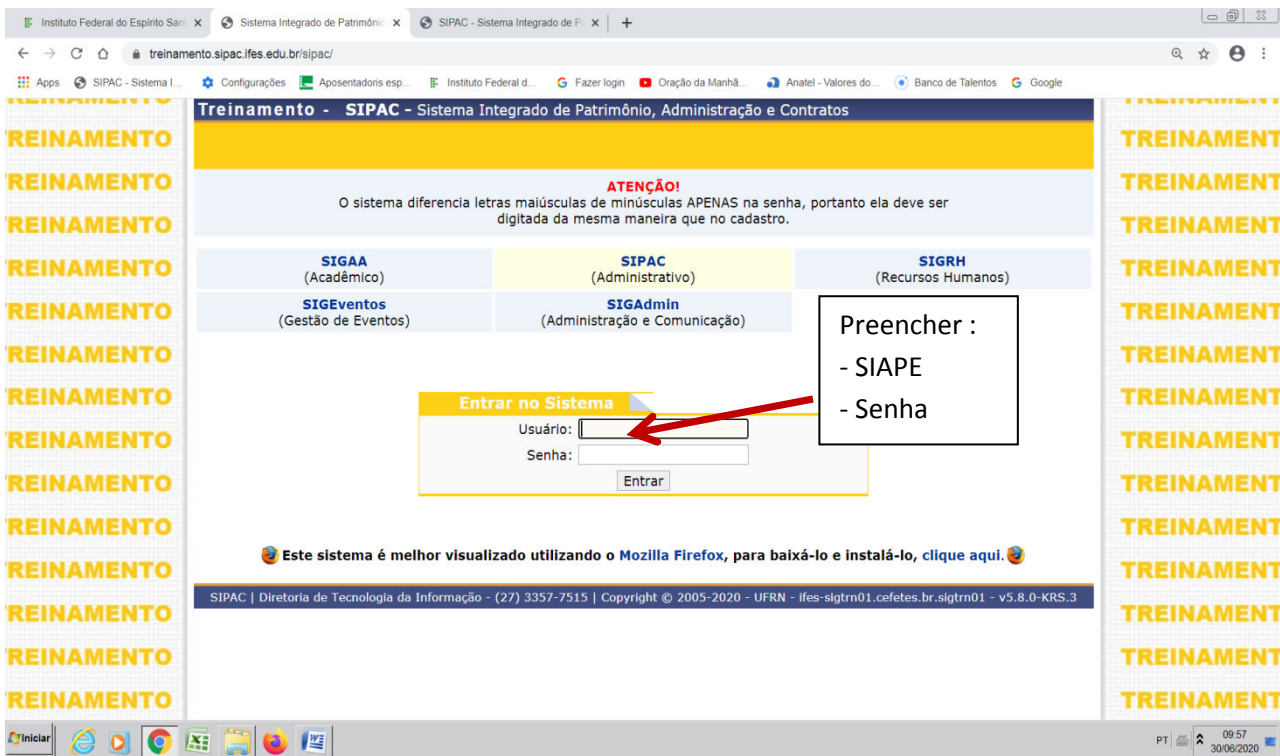 Instituto Federal do Espírito Sant
Sistema Integrado de Patrimônio
SIPAC - Sistema Integrado de P
treinamento.sipac.ifes.edu.br/sipac/
Apps SIPAC - Sistema I... Configurações Aposentadoris esp... Instituto Federal d... Fazer login Oração da Manhã... Anatel - Valores do... Banco de Talentos Google
Treinamento - SIPAC – Sistema Integrado de Patrimônio, Administração e Contratos
ATENÇÃO!
O sistema diferencia letras maiúsculas de minúsculas APENAS na senha, portanto ela deve ser
digitada da mesma maneira que no cadastro.
SIGAA SIPAC SIGRH
(Acadêmico) (Administrativo) (Recursos Humanos)
SIGEventos SIGAdmin
(Gestão de Eventos) (Administração e Comunicação)
Preencher :
- SIAPE
- Senha
Entrar no Sistema
Usuário:
Senha:
Entrar
Este sistema é melhor visualizado utilizando o Mozilla Firefox, para baixá-lo e instalá-lo, clique aqui.
SIPAC | Diretoria de Tecnologia da Informação - (27) 3357-7515 | Copyright © 2005-2020 - UFRN - ifes-sigtrn01.cefetes.br.sigtrn01 - v5.8.0-KRS.3
TREINAMENTO
TREINAMENTO
TREINAMENTO
TREINAMENTO
TREINAMENTO
TREINAMENTO
TREINAMENTO
TREINAMENTO
TREINAMENTO
TREINAMENTO
TREINAMENTO
TREINAMENTO
TREINAMENTO
TREINAMENTO
TREINAMENT
TREINAMENT
TREINAMENT
TREINAMENT
TREINAMENT
TREINAMENT
TREINAMENT
TREINAMENT
TREINAMENT
TREINAMENT
TREINAMENT
TREINAMENT
TREINAMENT
TREINAMENT
Iniciar
PT
09:57
30/06/2020